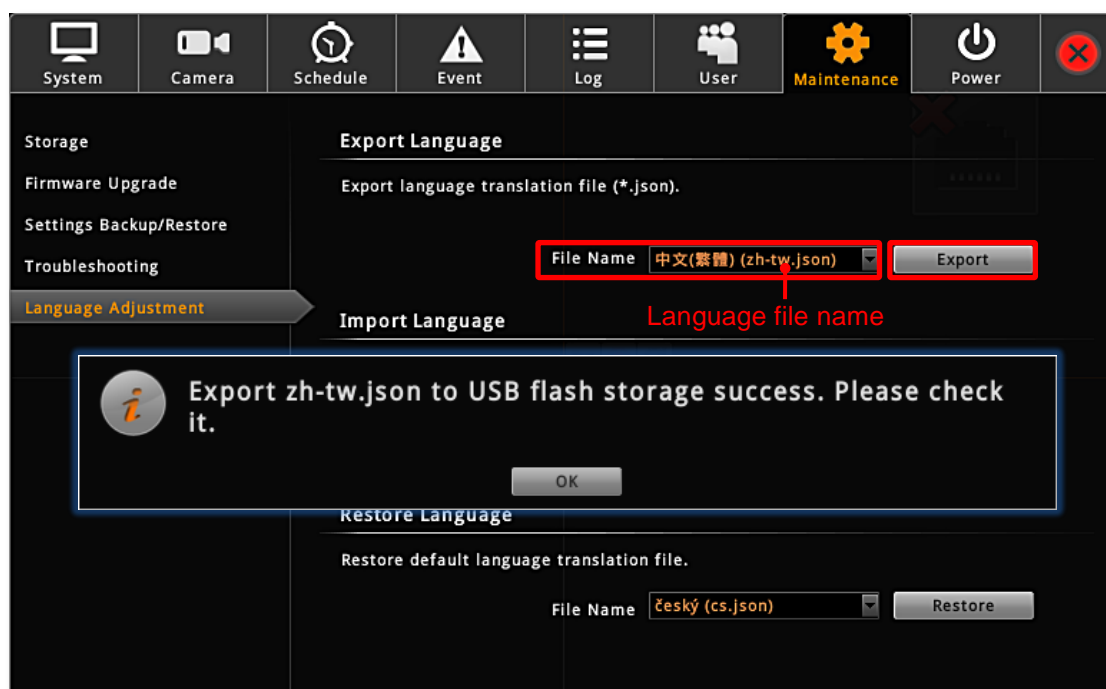 System
Camera
Schedule
Event
Log
User
Maintenance
Power
Storage
Firmware Upgrade
Settings Backup/Restore
Troubleshooting
Language Adjustment
Export Language
Export language translation file (*.json).
File Name 中文(繁體) (zh-tw.json) Export
Language file name
Import Language
Export zh-tw.json to USB flash storage success. Please check
it.
OK
Restore Language
Restore default language translation file.
File Name český (cs.json) Restore